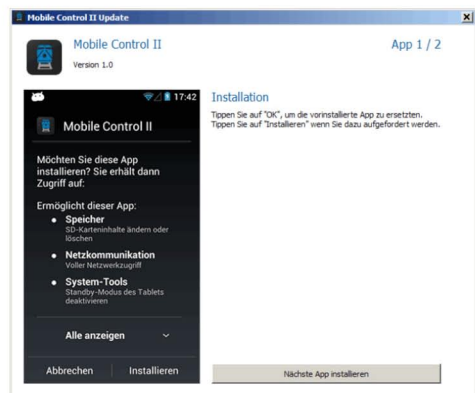 Mobile Control II Update
Mobile Control II
App 1 / 2
Version 1.0
17:42
Mobile Control II
Möchten Sie diese App
installieren? Sie erhält dann
Zugriff auf:
Ermöglicht dieser App:
Speicher
SD-Karteninhalte ändern oder
löschen
Netzkommunikation
Voller Netzwerkzugriff
System-Tools
Standby-Modus des Tablets
deaktivieren
Alle anzeigen
Abbrechen
Installieren
Installation
Tippen Sie auf "OK", um die vorinstallierte App zu ersetzten.
Tippen Sie auf "Installieren" wenn Sie dazu aufgefordert werden.
Nächste App installieren